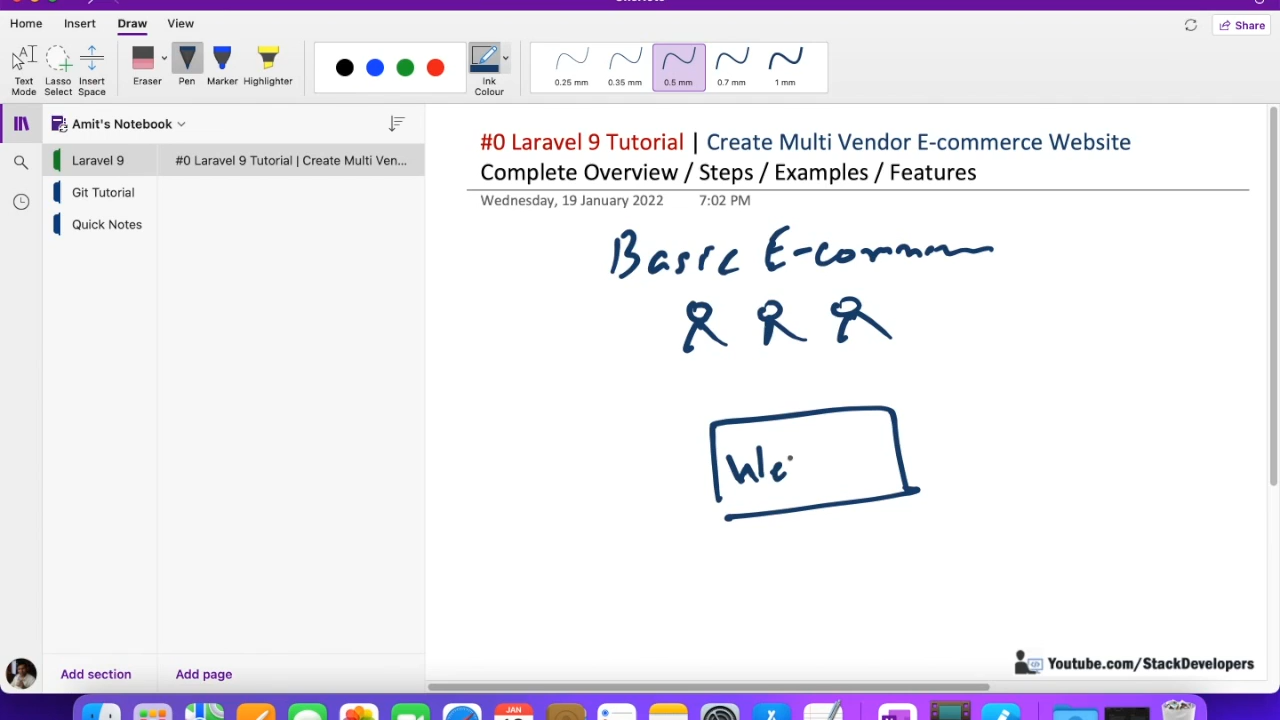 Home Insert Draw View
Share
Text Mode
Lasso Select
Insert Space
Eraser
Pen
Marker
Highlighter
Ink Colour
0.25 mm
0.35 mm
0.5 mm
0.7 mm
1 mm
Amit's Notebook
Laravel 9
#0 Laravel 9 Tutorial | Create Multi Ven...
Git Tutorial
Quick Notes
#0 Laravel 9 Tutorial | Create Multi Vendor E-commerce Website
Complete Overview / Steps / Examples / Features
Wednesday, 19 January 2022 7:02 PM
Basic E-comm
We
Add section
Add page
Youtube.com/StackDevelopers
JAN